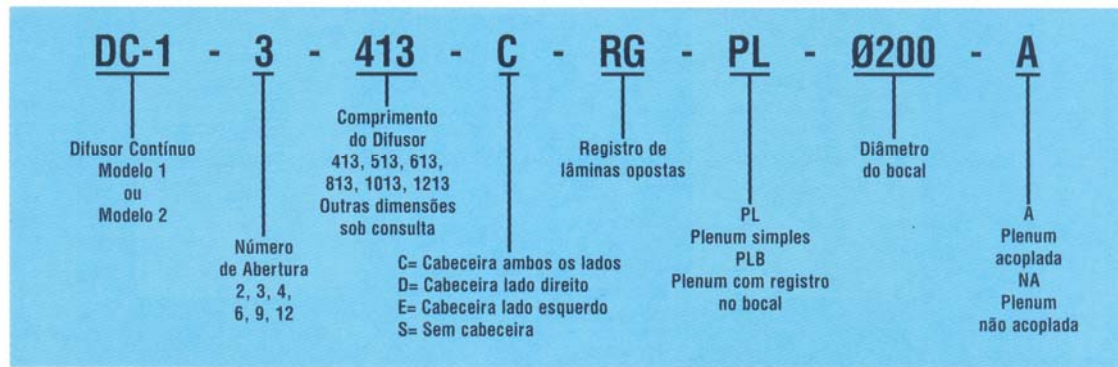 DC-1 - 3 - 413 - C - RG - PL - Ø200 - A
Difusor Contínuo
Modelo 1
ou
Modelo 2
Número
de Abertura
2, 3, 4,
6, 9, 12
Comprimento
do Difusor
413, 513, 613,
813, 1013, 1213
Outras dimensões
sob consulta
C= Cabeceira ambos os lados
D= Cabeceira lado direito
E= Cabeceira lado esquerdo
S= Sem cabeceira
Registro de
lâminas opostas
PL
Plenum simples
PLB
Plenum com registro
no bocal
Diâmetro
do bocal
A
Plenum
acoplada
NA
Plenum
não acoplada